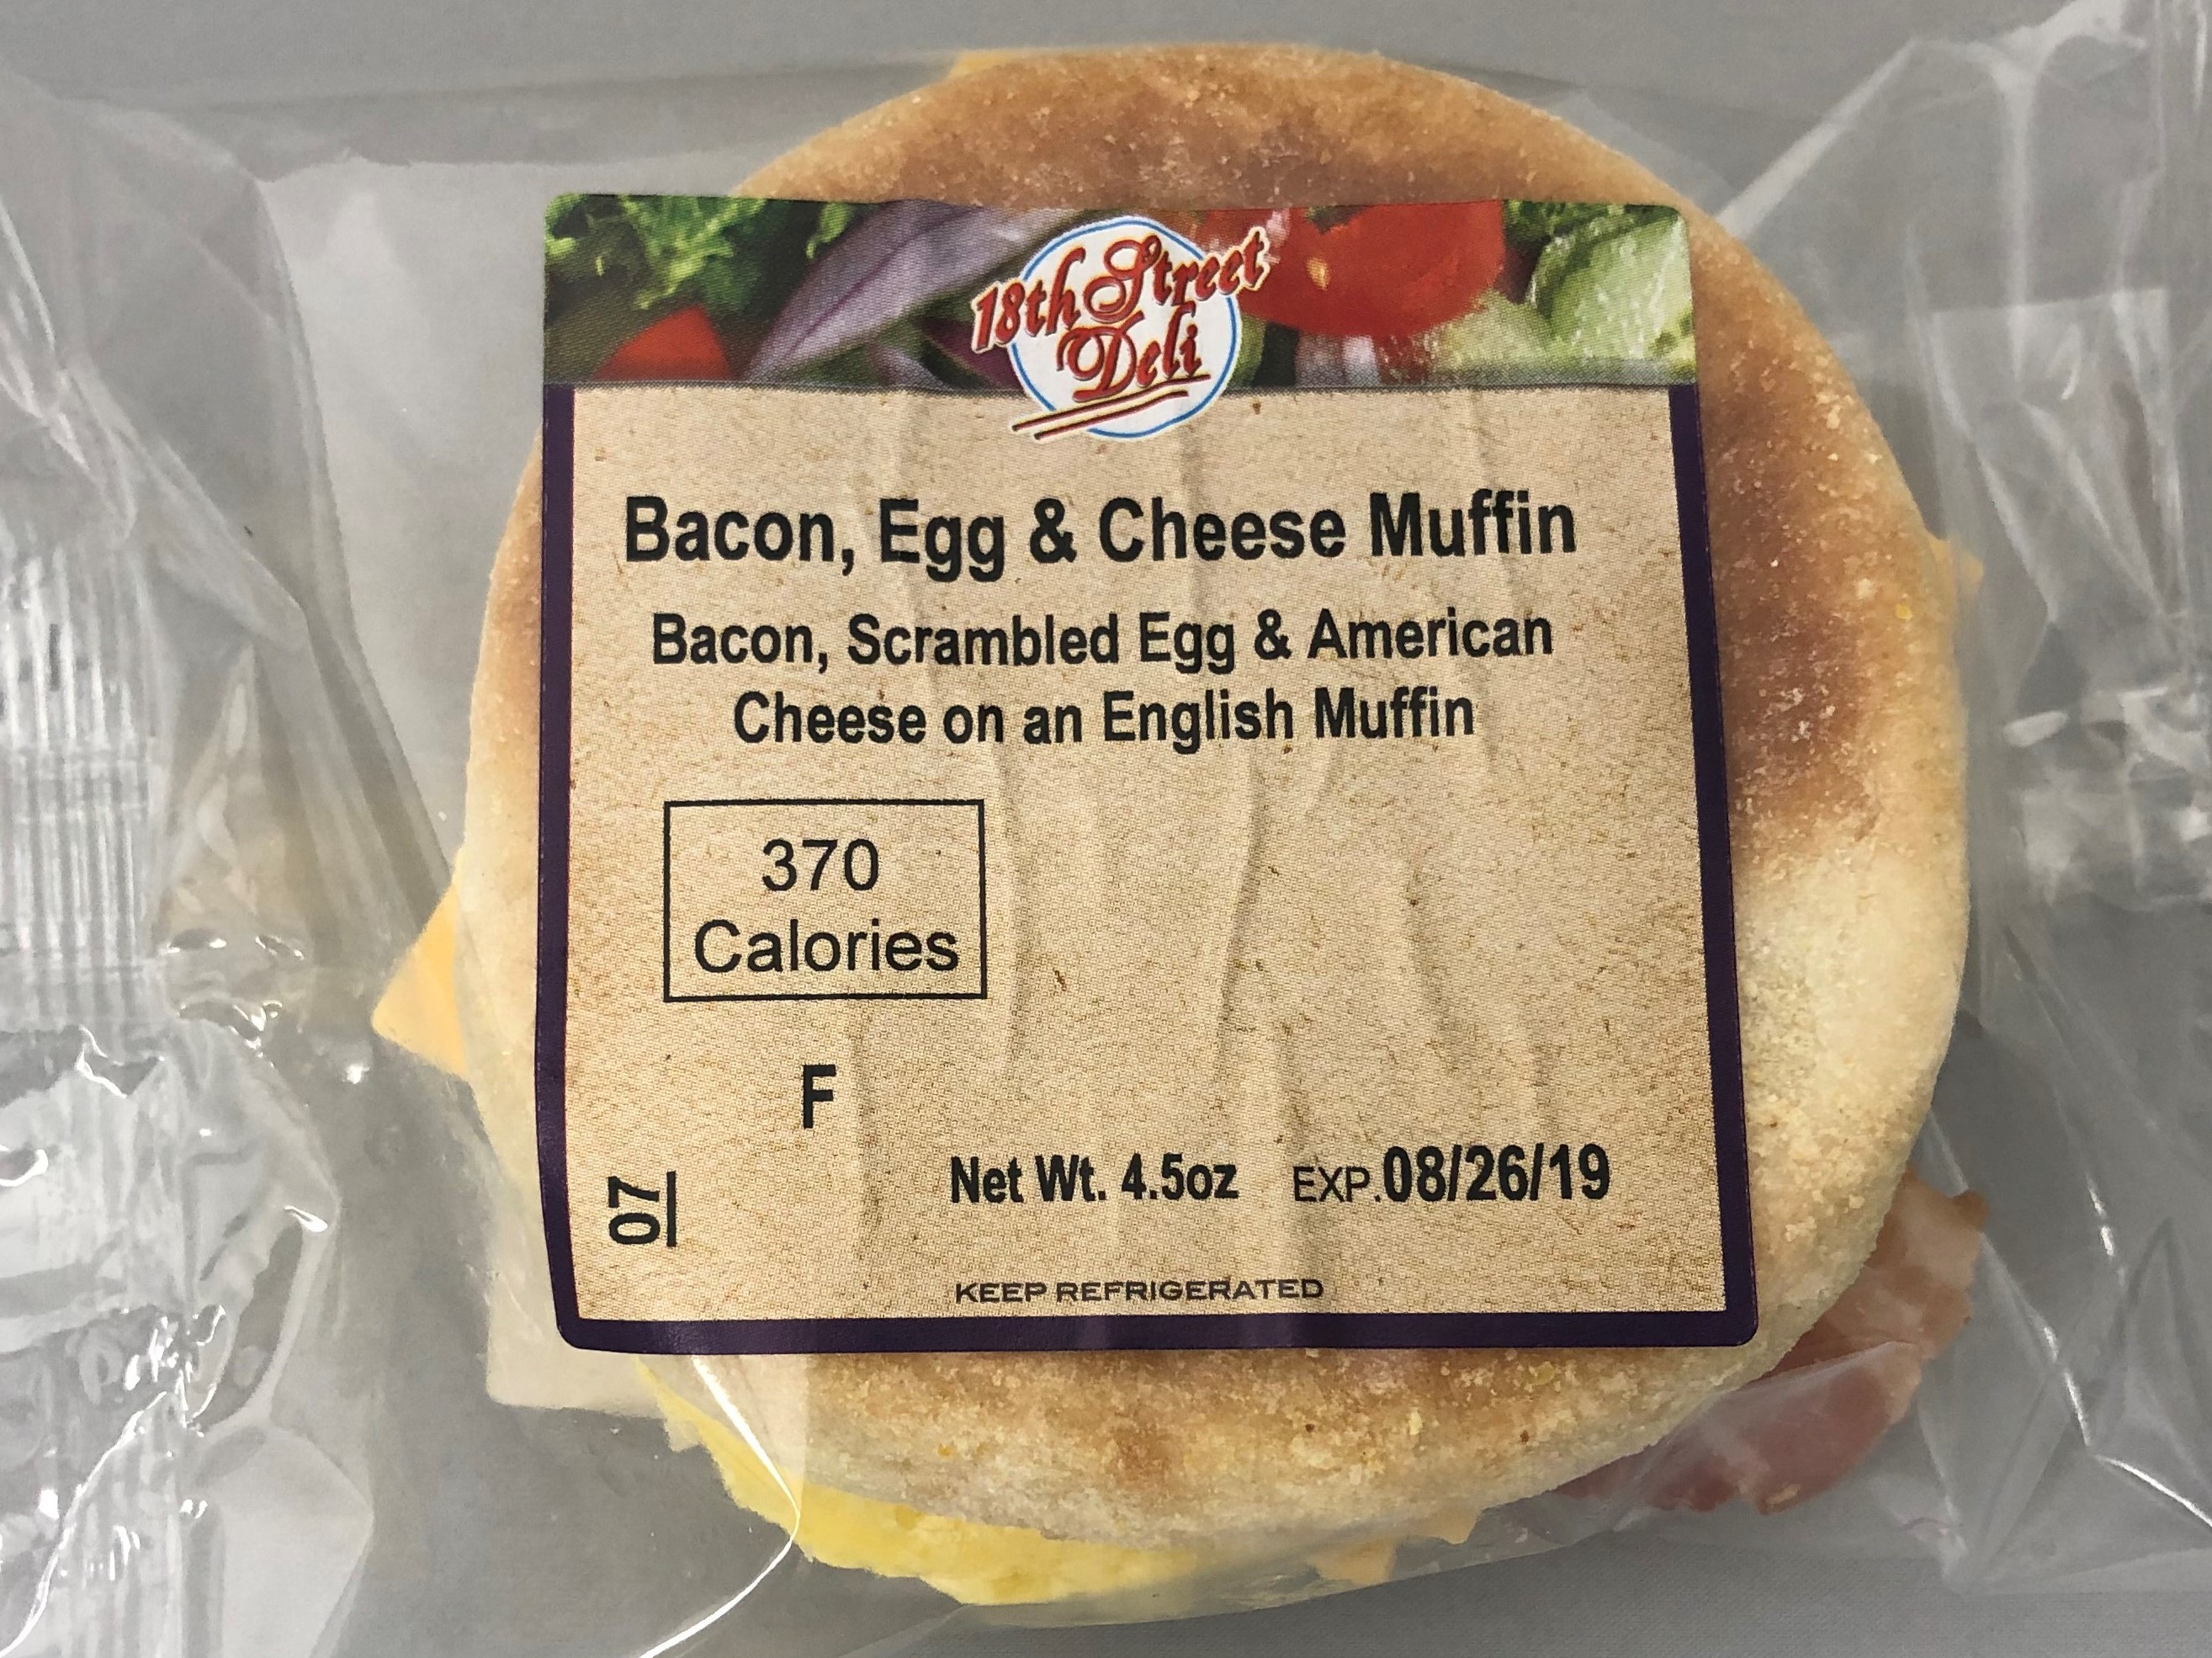 18th Street
Deli
Bacon, Egg & Cheese Muffin
Bacon, Scrambled Egg & American
Cheese on an English Muffin
370
Calories
F
07
Net Wt. 4.5oz EXP.08/26/19
KEEP REFRIGERATED